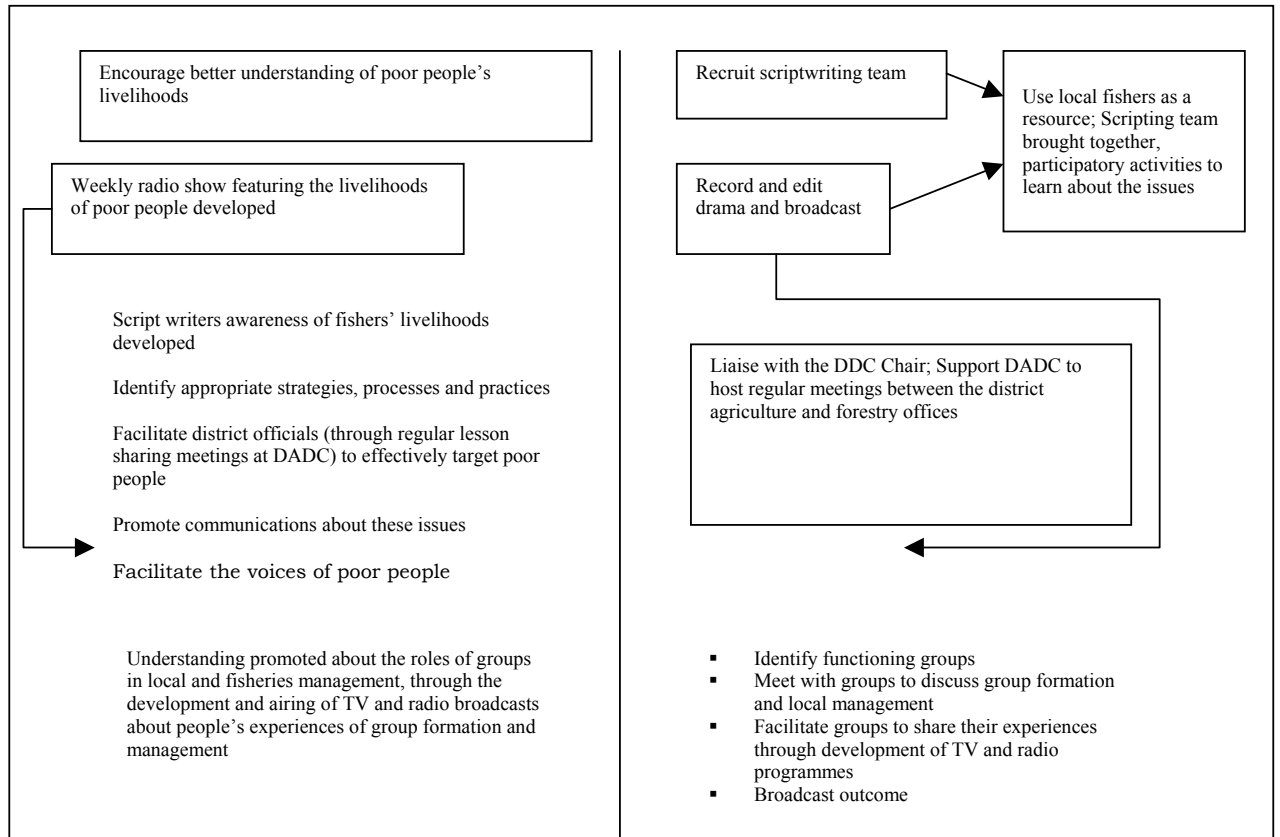 Encourage better understanding of poor people’s
livelihoods
Weekly radio show featuring the livelihoods
of poor people developed
Script writers awareness of fishers’ livelihoods
developed
Identify appropriate strategies, processes and practices
Facilitate district officials (through regular lesson
sharing meetings at DADC) to effectively target poor
people
Promote communications about these issues
Facilitate the voices of poor people
Understanding promoted about the roles of groups
in local and fisheries management, through the
development and airing of TV and radio broadcasts
about people’s experiences of group formation and
management
Recruit scriptwriting team
Use local fishers as a
resource; Scripting team
brought together,
participatory activities to
learn about the issues
Record and edit
drama and broadcast
Liaise with the DDC Chair; Support DADC to
host regular meetings between the district
agriculture and forestry offices
▪ Identify functioning groups
▪ Meet with groups to discuss group formation
and local management
▪ Facilitate groups to share their experiences
through development of TV and radio
programmes
▪ Broadcast outcome